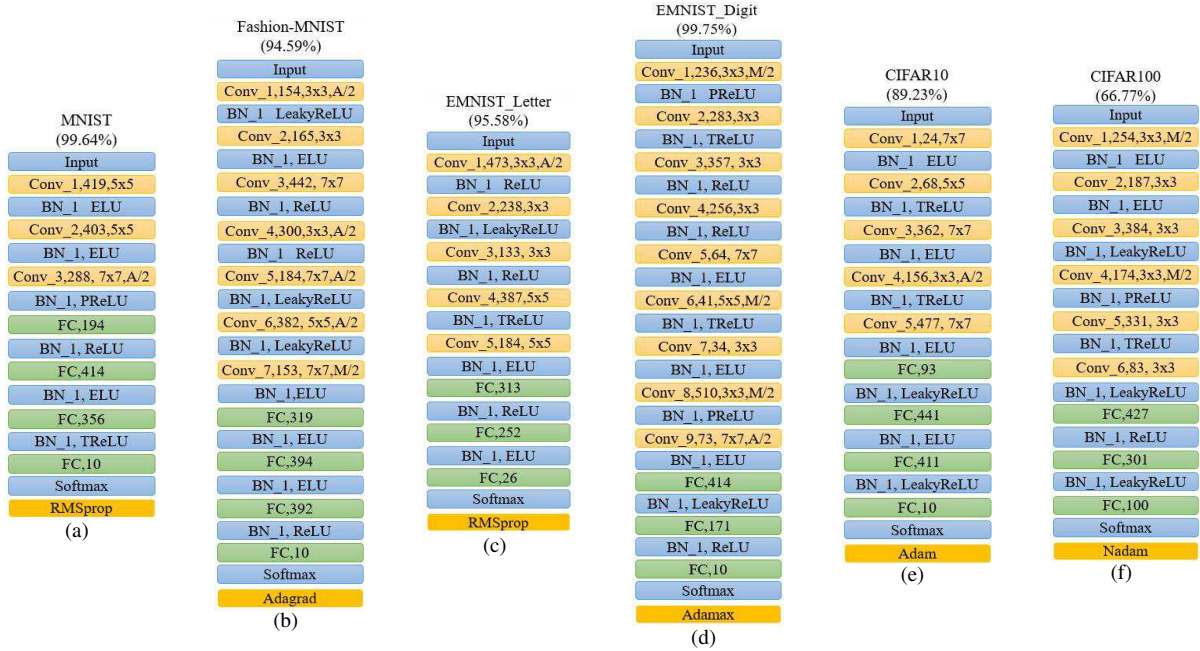 MNIST
(99.64%)
Input
Conv_1,419,5x5
BN_1 ELU
Conv_2,403,5x5
BN_1, ELU
Conv_3,288, 7x7,A/2
BN_1, PReLU
FC,194
BN_1, ReLU
FC,414
BN_1, ELU
FC,356
BN_1, TReLU
FC,10
Softmax
RMSprop
(a)
Fashion-MNIST
(94.59%)
Input
Conv_1,154,3x3,A/2
BN_1 LeakyReLU
Conv_2,165,3x3
BN_1, ELU
Conv_3,442, 7x7
BN_1, ReLU
Conv_4,300,3x3,A/2
BN_1 ReLU
Conv_5,184,7x7,A/2
BN_1, LeakyReLU
Conv_6,382, 5x5,A/2
BN_1, LeakyReLU
Conv_7,153, 7x7,M/2
BN_1,ELU
FC,319
BN_1, ELU
FC,394
BN_1, ELU
FC,392
BN_1, ReLU
FC,10
Softmax
Adagrad
(b)
EMNIST_Letter
(95.58%)
Input
Conv_1,473,3x3,A/2
BN_1 ReLU
Conv_2,238,3x3
BN_1, LeakyReLU
Conv_3,133, 3x3
BN_1, ReLU
Conv_4,387,5x5
BN_1, TReLU
Conv_5,184, 5x5
BN_1, ELU
FC,313
BN_1, ReLU
FC,252
BN_1, ELU
FC,26
Softmax
RMSprop
(c)
EMNIST_Digit
(99.75%)
Input
Conv_1,236,3x3,M/2
BN_1 PReLU
Conv_2,283,3x3
BN_1, TReLU
Conv_3,357, 3x3
BN_1, ReLU
Conv_4,256,3x3
BN_1, ReLU
Conv_5,64, 7x7
BN_1, ELU
Conv_6,41,5x5,M/2
BN_1, TReLU
Conv_7,34, 3x3
BN_1, ELU
Conv_8,510,3x3,M/2
BN_1, PReLU
Conv_9,73, 7x7,A/2
BN_1, ELU
FC,414
BN_1, LeakyReLU
FC,171
BN_1, ReLU
FC,10
Softmax
Adamax
(d)
CIFAR10
(89.23%)
Input
Conv_1,24,7x7
BN_1 ELU
Conv_2,68,5x5
BN_1, TReLU
Conv_3,362, 7x7
BN_1, ELU
Conv_4,156,3x3,A/2
BN_1, TReLU
Conv_5,477, 7x7
BN_1, ELU
FC,93
BN_1, LeakyReLU
FC,441
BN_1, ELU
FC,411
BN_1, LeakyReLU
FC,10
Softmax
Adam
(e)
CIFAR100
(66.77%)
Input
Conv_1,254,3x3,M/2
BN_1 ELU
Conv_2,187,3x3
BN_1, ELU
Conv_3,384, 3x3
BN_1, LeakyReLU
Conv_4,174,3x3,M/2
BN_1, PReLU
Conv_5,331, 3x3
BN_1, TReLU
Conv_6,83, 3x3
BN_1, LeakyReLU
FC,427
BN_1, ReLU
FC,301
BN_1, LeakyReLU
FC,100
Softmax
Nadam
(f)